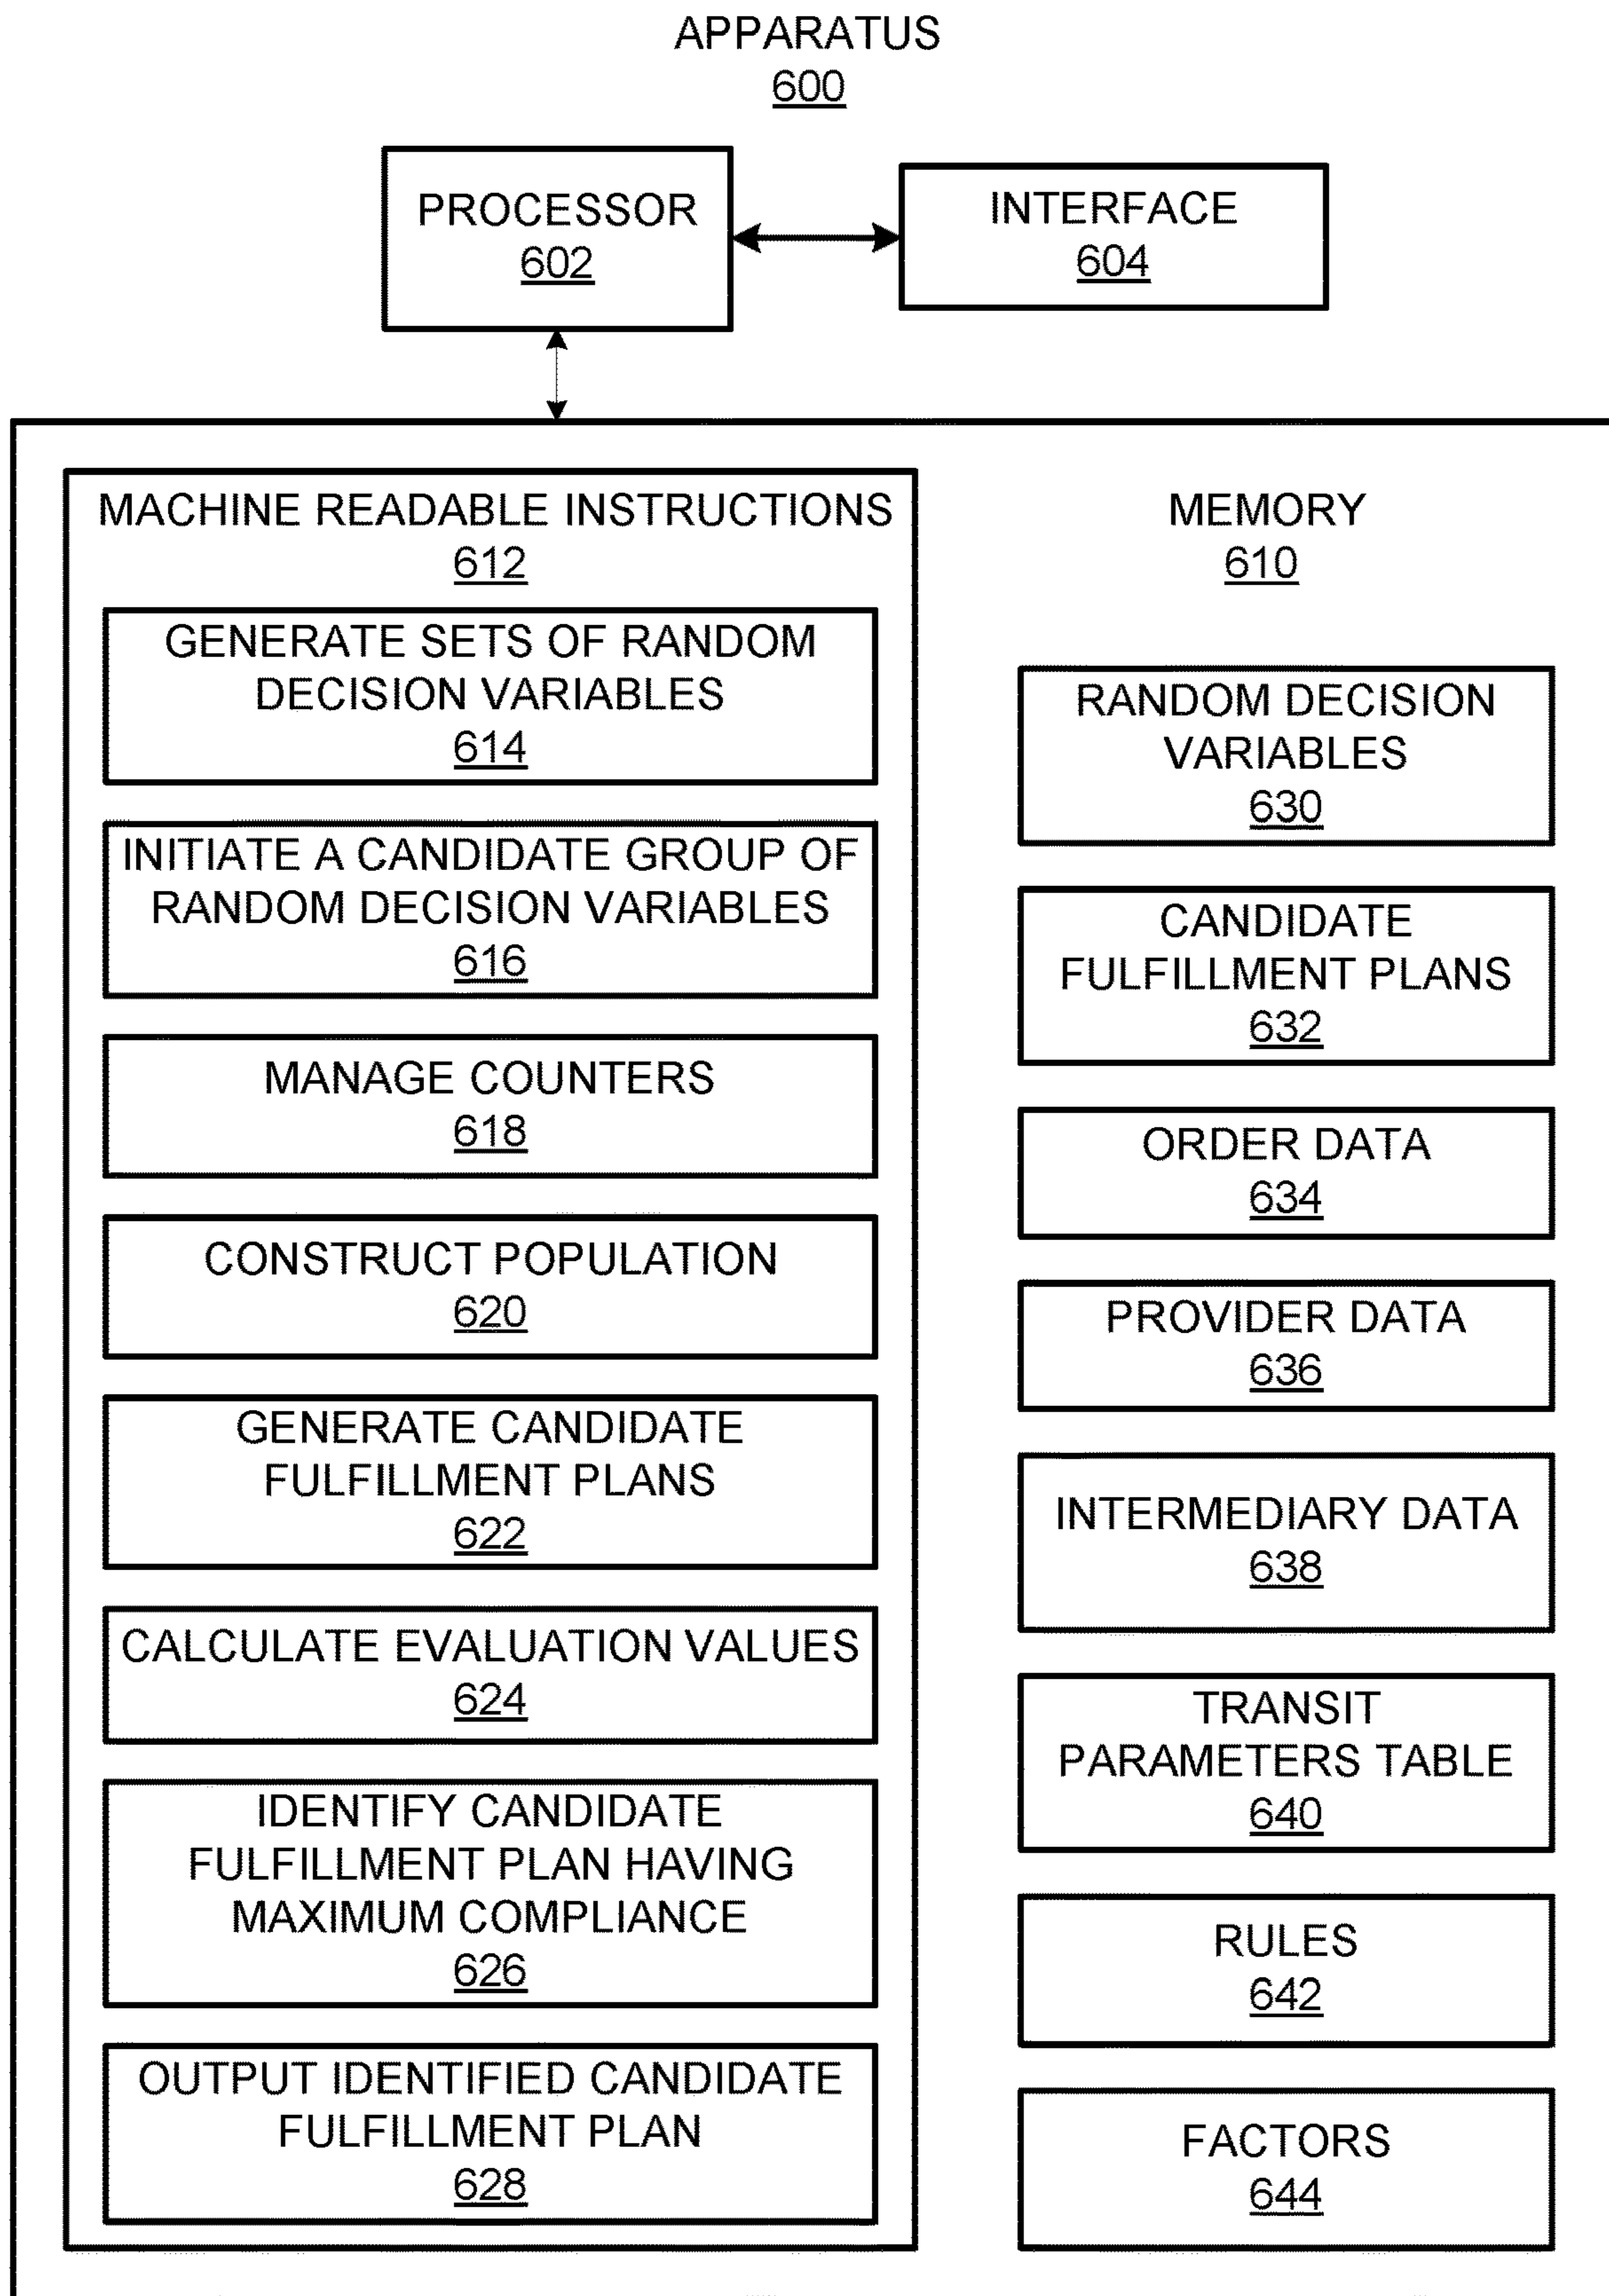 APPARATUS
600
PROCESSOR
602
INTERFACE
604
MACHINE READABLE INSTRUCTIONS
612
GENERATE SETS OF RANDOM
DECISION VARIABLES
614
INITIATE A CANDIDATE GROUP OF
RANDOM DECISION VARIABLES
616
MANAGE COUNTERS
618
CONSTRUCT POPULATION
620
GENERATE CANDIDATE
FULFILLMENT PLANS
622
CALCULATE EVALUATION VALUES
624
IDENTIFY CANDIDATE
FULFILLMENT PLAN HAVING
MAXIMUM COMPLIANCE
626
OUTPUT IDENTIFIED CANDIDATE
FULFILLMENT PLAN
628
MEMORY
610
RANDOM DECISION
VARIABLES
630
CANDIDATE
FULFILLMENT PLANS
632
ORDER DATA
634
PROVIDER DATA
636
INTERMEDIARY DATA
638
TRANSIT
PARAMETERS TABLE
640
RULES
642
FACTORS
644